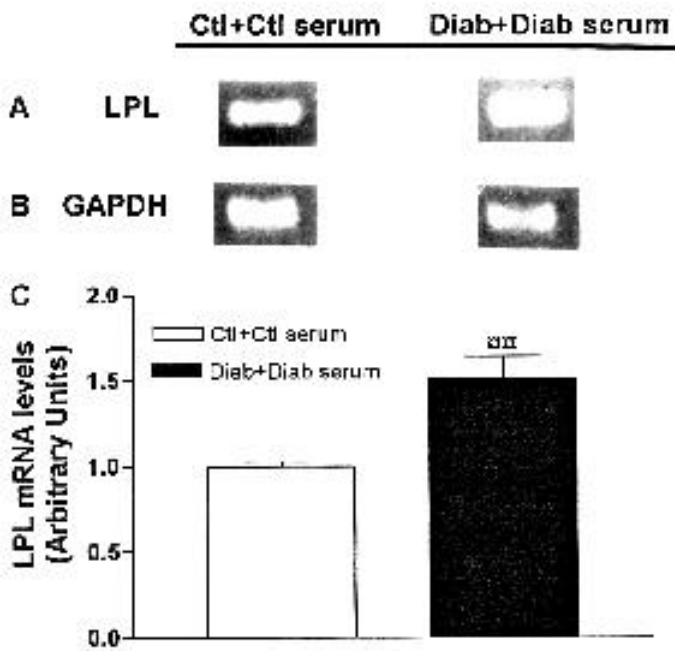 Ctl+Ctl serum Diab+Diab serum
A LPL
B GAPDH
C
2.0
1.5
1.0
0.5
0.0
LPL mRNA levels
(Arbitrary Units)
Ctl+Ctl serum
Diab+Diab serum